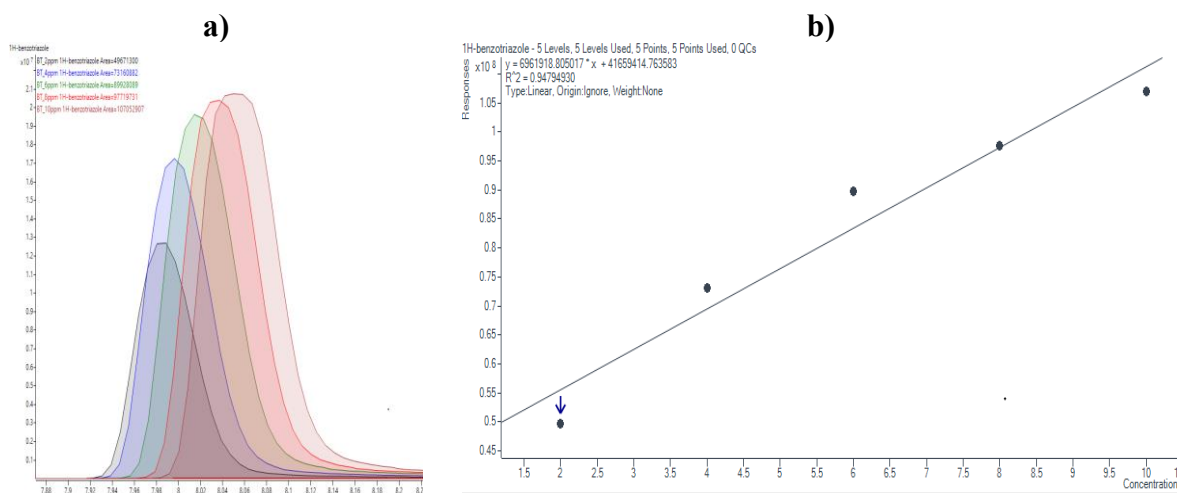 a)
1H-benzotriazole
x10 7
BT_2ppm 1H-benzotriazole Area=49671300
BT_4ppm 1H-benzotriazole Area=73160882
BT_6ppm 1H-benzotriazole Area=89928089
BT_8ppm 1H-benzotriazole Area=97719731
BT_10ppm 1H-benzotriazole Area=107052907
2.1
2
1.9
1.8
1.7
1.6
1.5
1.4
1.3
1.2
1.1
1
0.9
0.8
0.7
0.6
0.5
0.4
0.3
0.2
0.1
7.88 7.9 7.92 7.94 7.96 7.98 8 8.02 8.04 8.06 8.08 8.1 8.12 8.14 8.16 8.18 8.2
b)
1H-benzotriazole - 5 Levels, 5 Levels Used, 5 Points, 5 Points Used, 0 QCs
y = 6961918.805017 * x + 41659414.763583
R^2 = 0.94794930
Type:Linear, Origin:Ignore, Weight:None
Responses
x10 8
1.05
1
0.95
0.9
0.85
0.8
0.75
0.7
0.65
0.6
0.55
0.5
0.45
1.5 2 2.5 3 3.5 4 4.5 5 5.5 6 6.5 7 7.5 8 8.5 9 9.5 10
Concentration